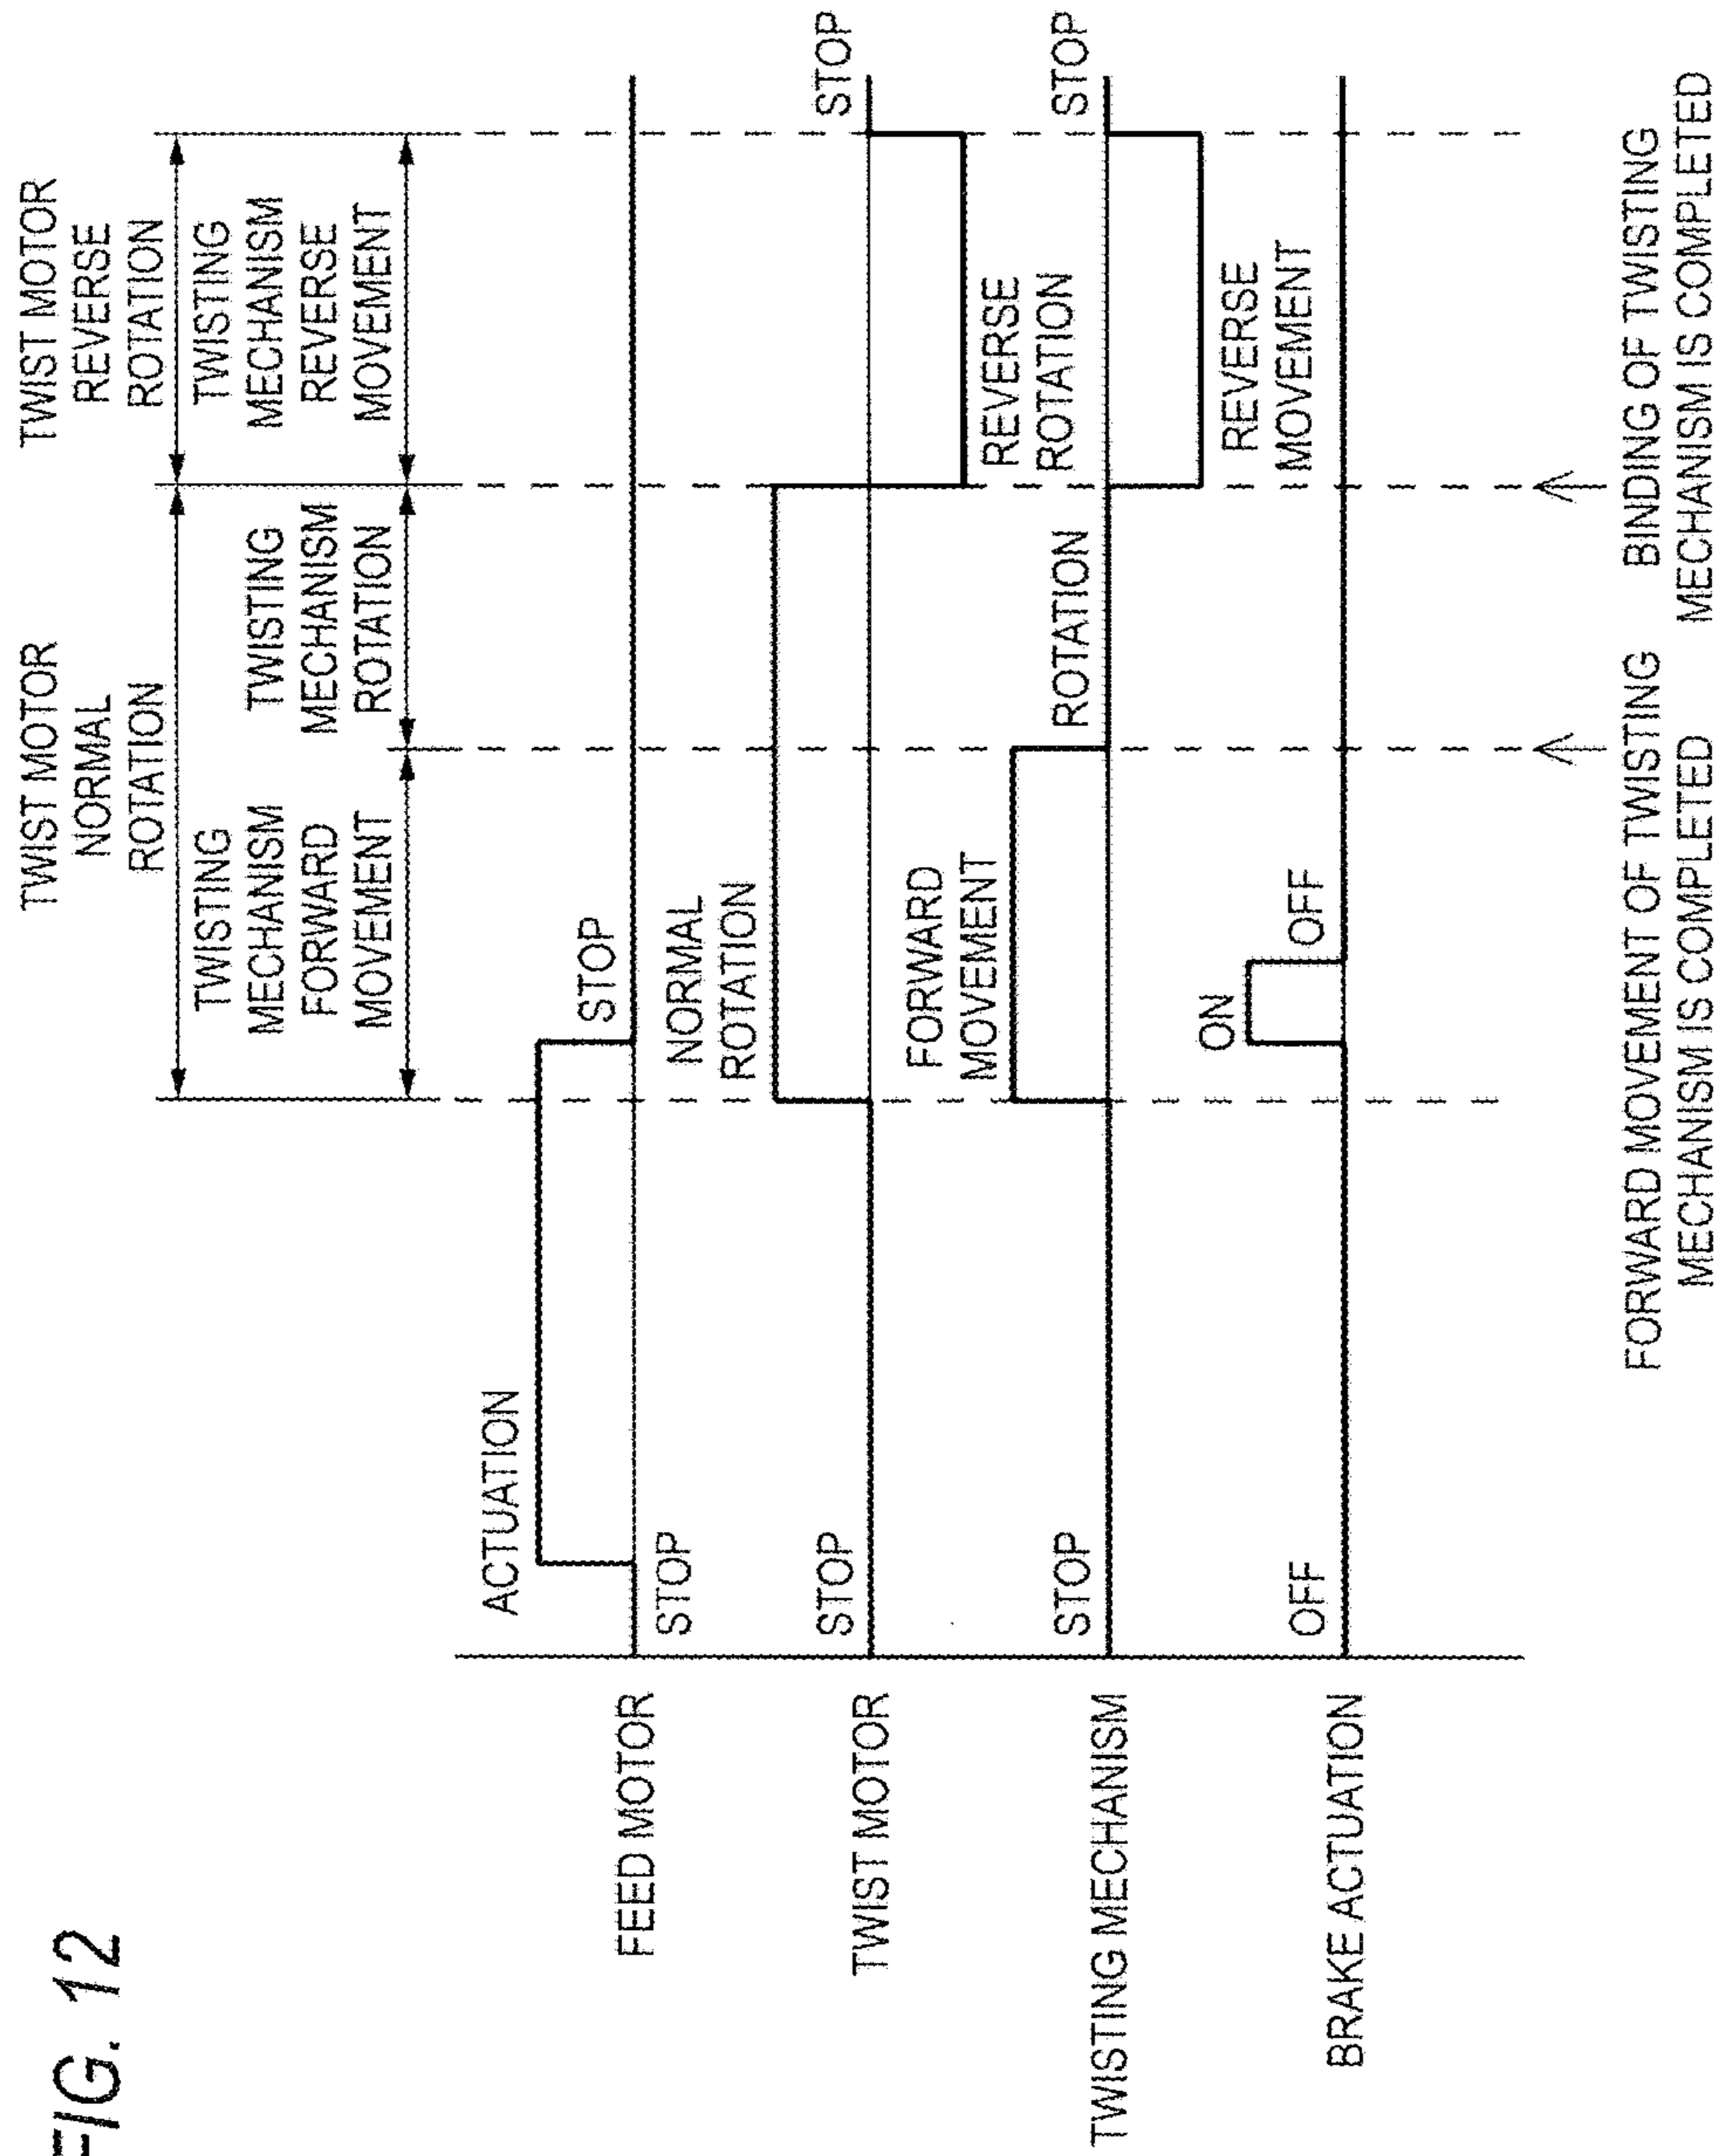 FIG. 12
TWIST MOTOR
NORMAL
ROTATION
TWIST MOTOR
REVERSE
ROTATION
TWISTING
MECHANISM
FORWARD
MOVEMENT
TWISTING
MECHANISM
ROTATION
TWISTING
MECHANISM
REVERSE
MOVEMENT
FEED MOTOR
STOP
ACTUATION
STOP
TWIST MOTOR
STOP
NORMAL
ROTATION
REVERSE
ROTATION
STOP
TWISTING MECHANISM
STOP
FORWARD
MOVEMENT
ROTATION
REVERSE
MOVEMENT
STOP
BRAKE ACTUATION
OFF
ON
OFF
FORWARD MOVEMENT OF TWISTING
MECHANISM IS COMPLETED
BINDING OF TWISTING
MECHANISM IS COMPLETED